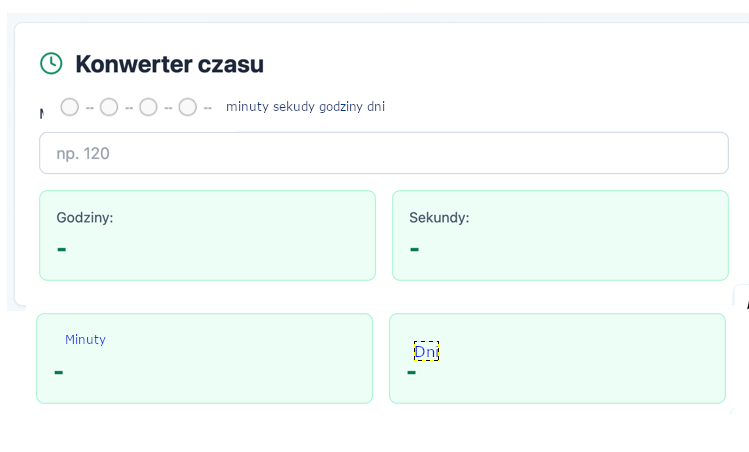 Konwerter czasu
-- -- -- -- minuty sekudy godziny dni
np. 120
Godziny: Sekundy:
- -
Minuty Dni
- -